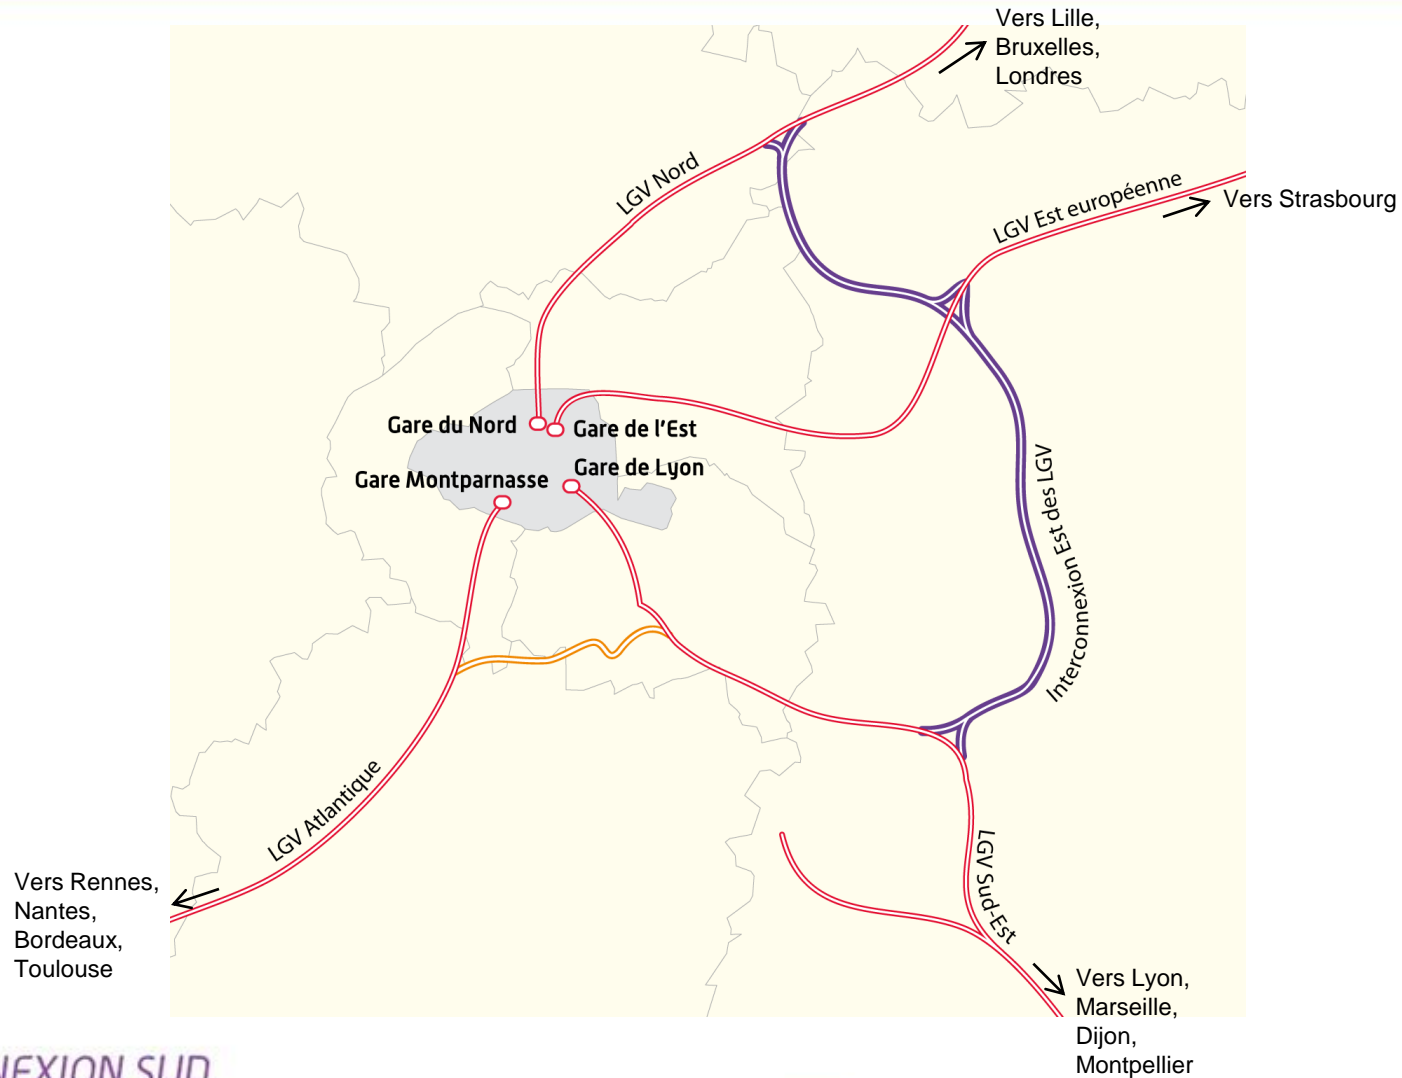 Vers Lille,
Bruxelles,
Londres
LGV Nord
LGV Est européenne
Vers Strasbourg
Gare du Nord
Gare de l'Est
Gare de Lyon
Gare Montparnasse
Interconnexion Est des LGV
LGV Atlantique
LGV Sud-Est
Vers Rennes,
Nantes,
Bordeaux,
Toulouse
Vers Lyon,
Marseille,
Dijon,
Montpellier
NEXION SUD